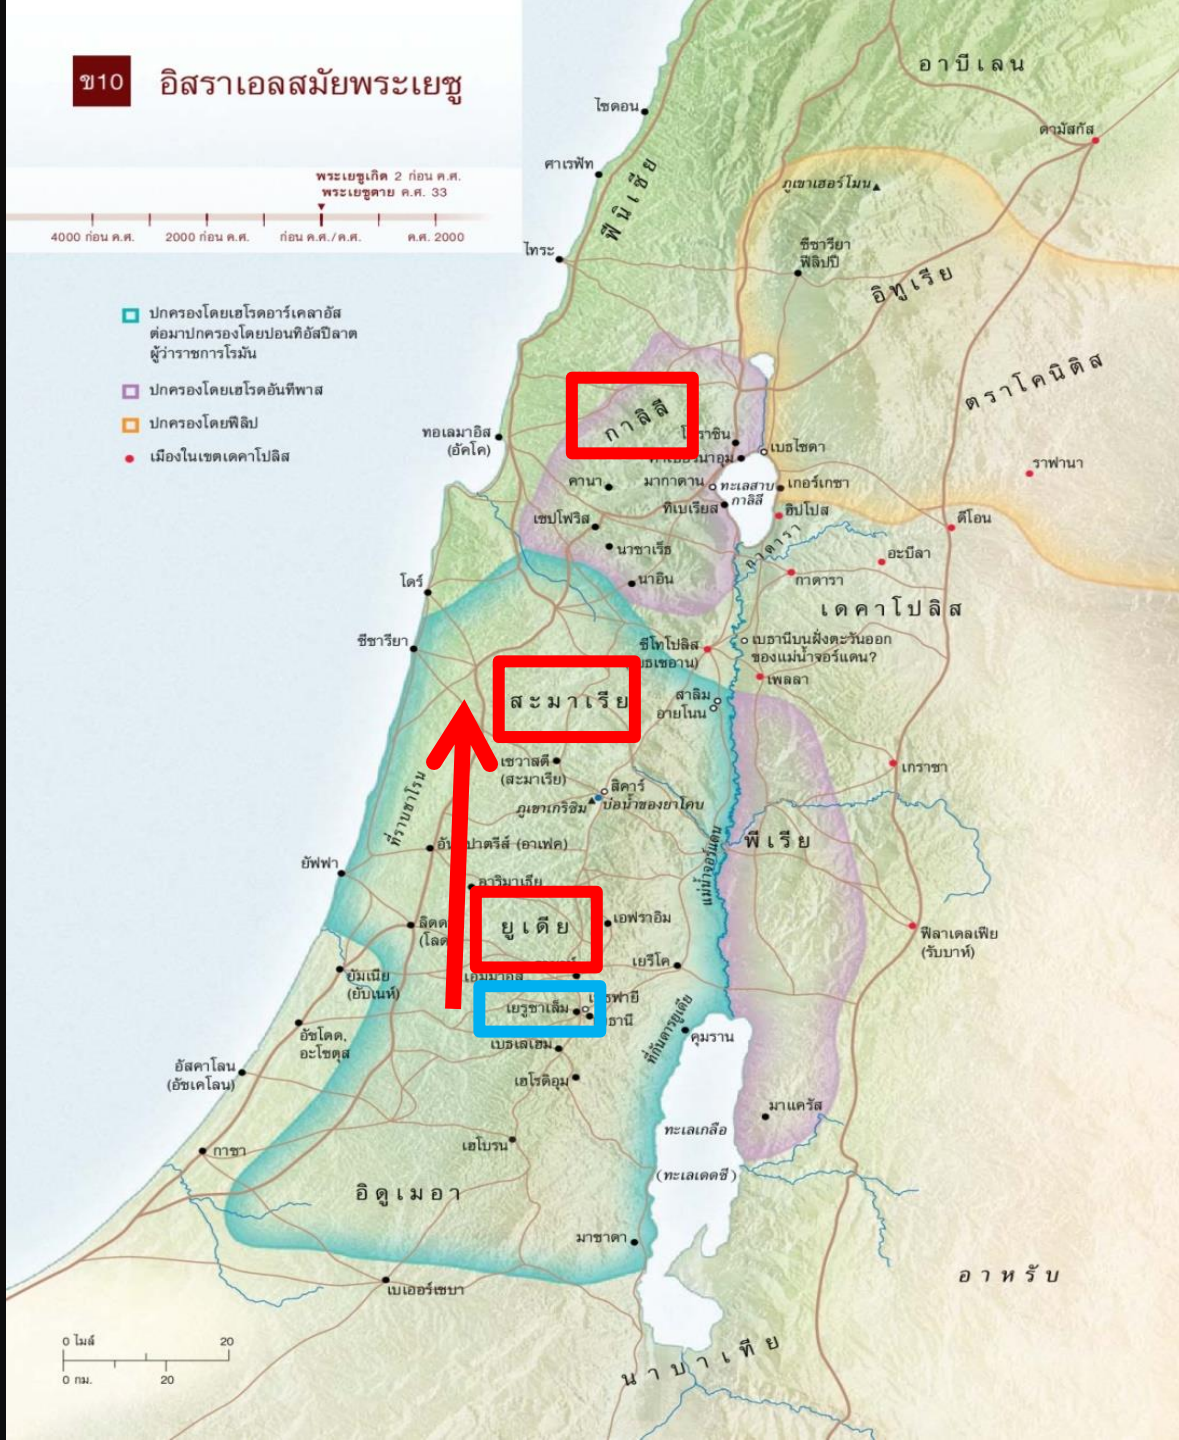 ข10
อิสราเอลสมัยพระเยซู
พระเยซูเกิด 2 ก่อน ค.ศ.
พระเยซูตาย ค.ศ. 33
4000 ก่อน ค.ศ.
2000 ก่อน ค.ศ.
ก่อน ค.ศ./ค.ศ.
ค.ศ. 2000
ปกครองโดยเฮโรดอาร์เคลาอัส
ต่อมาปกครองโดยปอนทิอัสปีลาต
ผู้ว่าราชการโรมัน
ปกครองโดยเฮโรดอันทีพาส
ปกครองโดยฟีลิป
เมืองในเขตเดคาโปลิส
อาบีเลน
ไซดอน
ดามัสกัส
ศาเรฟัท
ฟีนิเซีย
ภูเขาเฮอร์โมน
ไทระ
ซีซารียา
ฟีลิปปี
อิทูเรีย
ตราโคนิติส
กาลิลี
ทอเลมาอิส
(อัคโค)
เบธไซดา
ราฟานา
คานา
มากาดาน
ทะเลสาบ
กาลิลี
เกอร์เกซา
ทิเบเรียส
ฮิปโปส
เซปโฟริส
ดีโอน
นาซาเร็ธ
กาดารา
อะบีลา
นาอิน
กาดารา
โดร์
เดคาโปลิส
ซีซารียา
ซีโทโปลิส
เบธานีบนฝั่งตะวันออก
ของแม่น้ำจอร์แดน?
เพลลา
สะมาเรีย
สาลิม
อายโนน
เซวาสตี
(สะมาเรีย)
เกราซา
สิคาร์
ภูเขาเกริซิม
บ่อน้ำของยาโคบ
ที่ราบชาโรน
พีเรีย
แม่น้ำจอร์แดน
(อาเฟค)
ยัฟฟา
อาริมาเธีย
ยูเดีย
เอฟราอิม
ฟีลาเดลเฟีย
(รับบาห์)
เยรีโค
ยัมเนีย
(ยับเนห์)
เยรูซาเล็ม
ที่กันดารยูเดีย
คุมราน
อัชโดด,
อะโซตุส
เบธเลเฮม
อัสคาโลน
(อัชเคโลน)
เฮโรดิอุม
มาแครัส
ทะเลเกลือ
(ทะเลเดดซี)
เฮโบรน
กาซา
อิดูเมอา
มาซาดา
อาหรับ
เบเออร์เชบา
นาบาเทีย
0 ไมล์
20
0 กม.
20